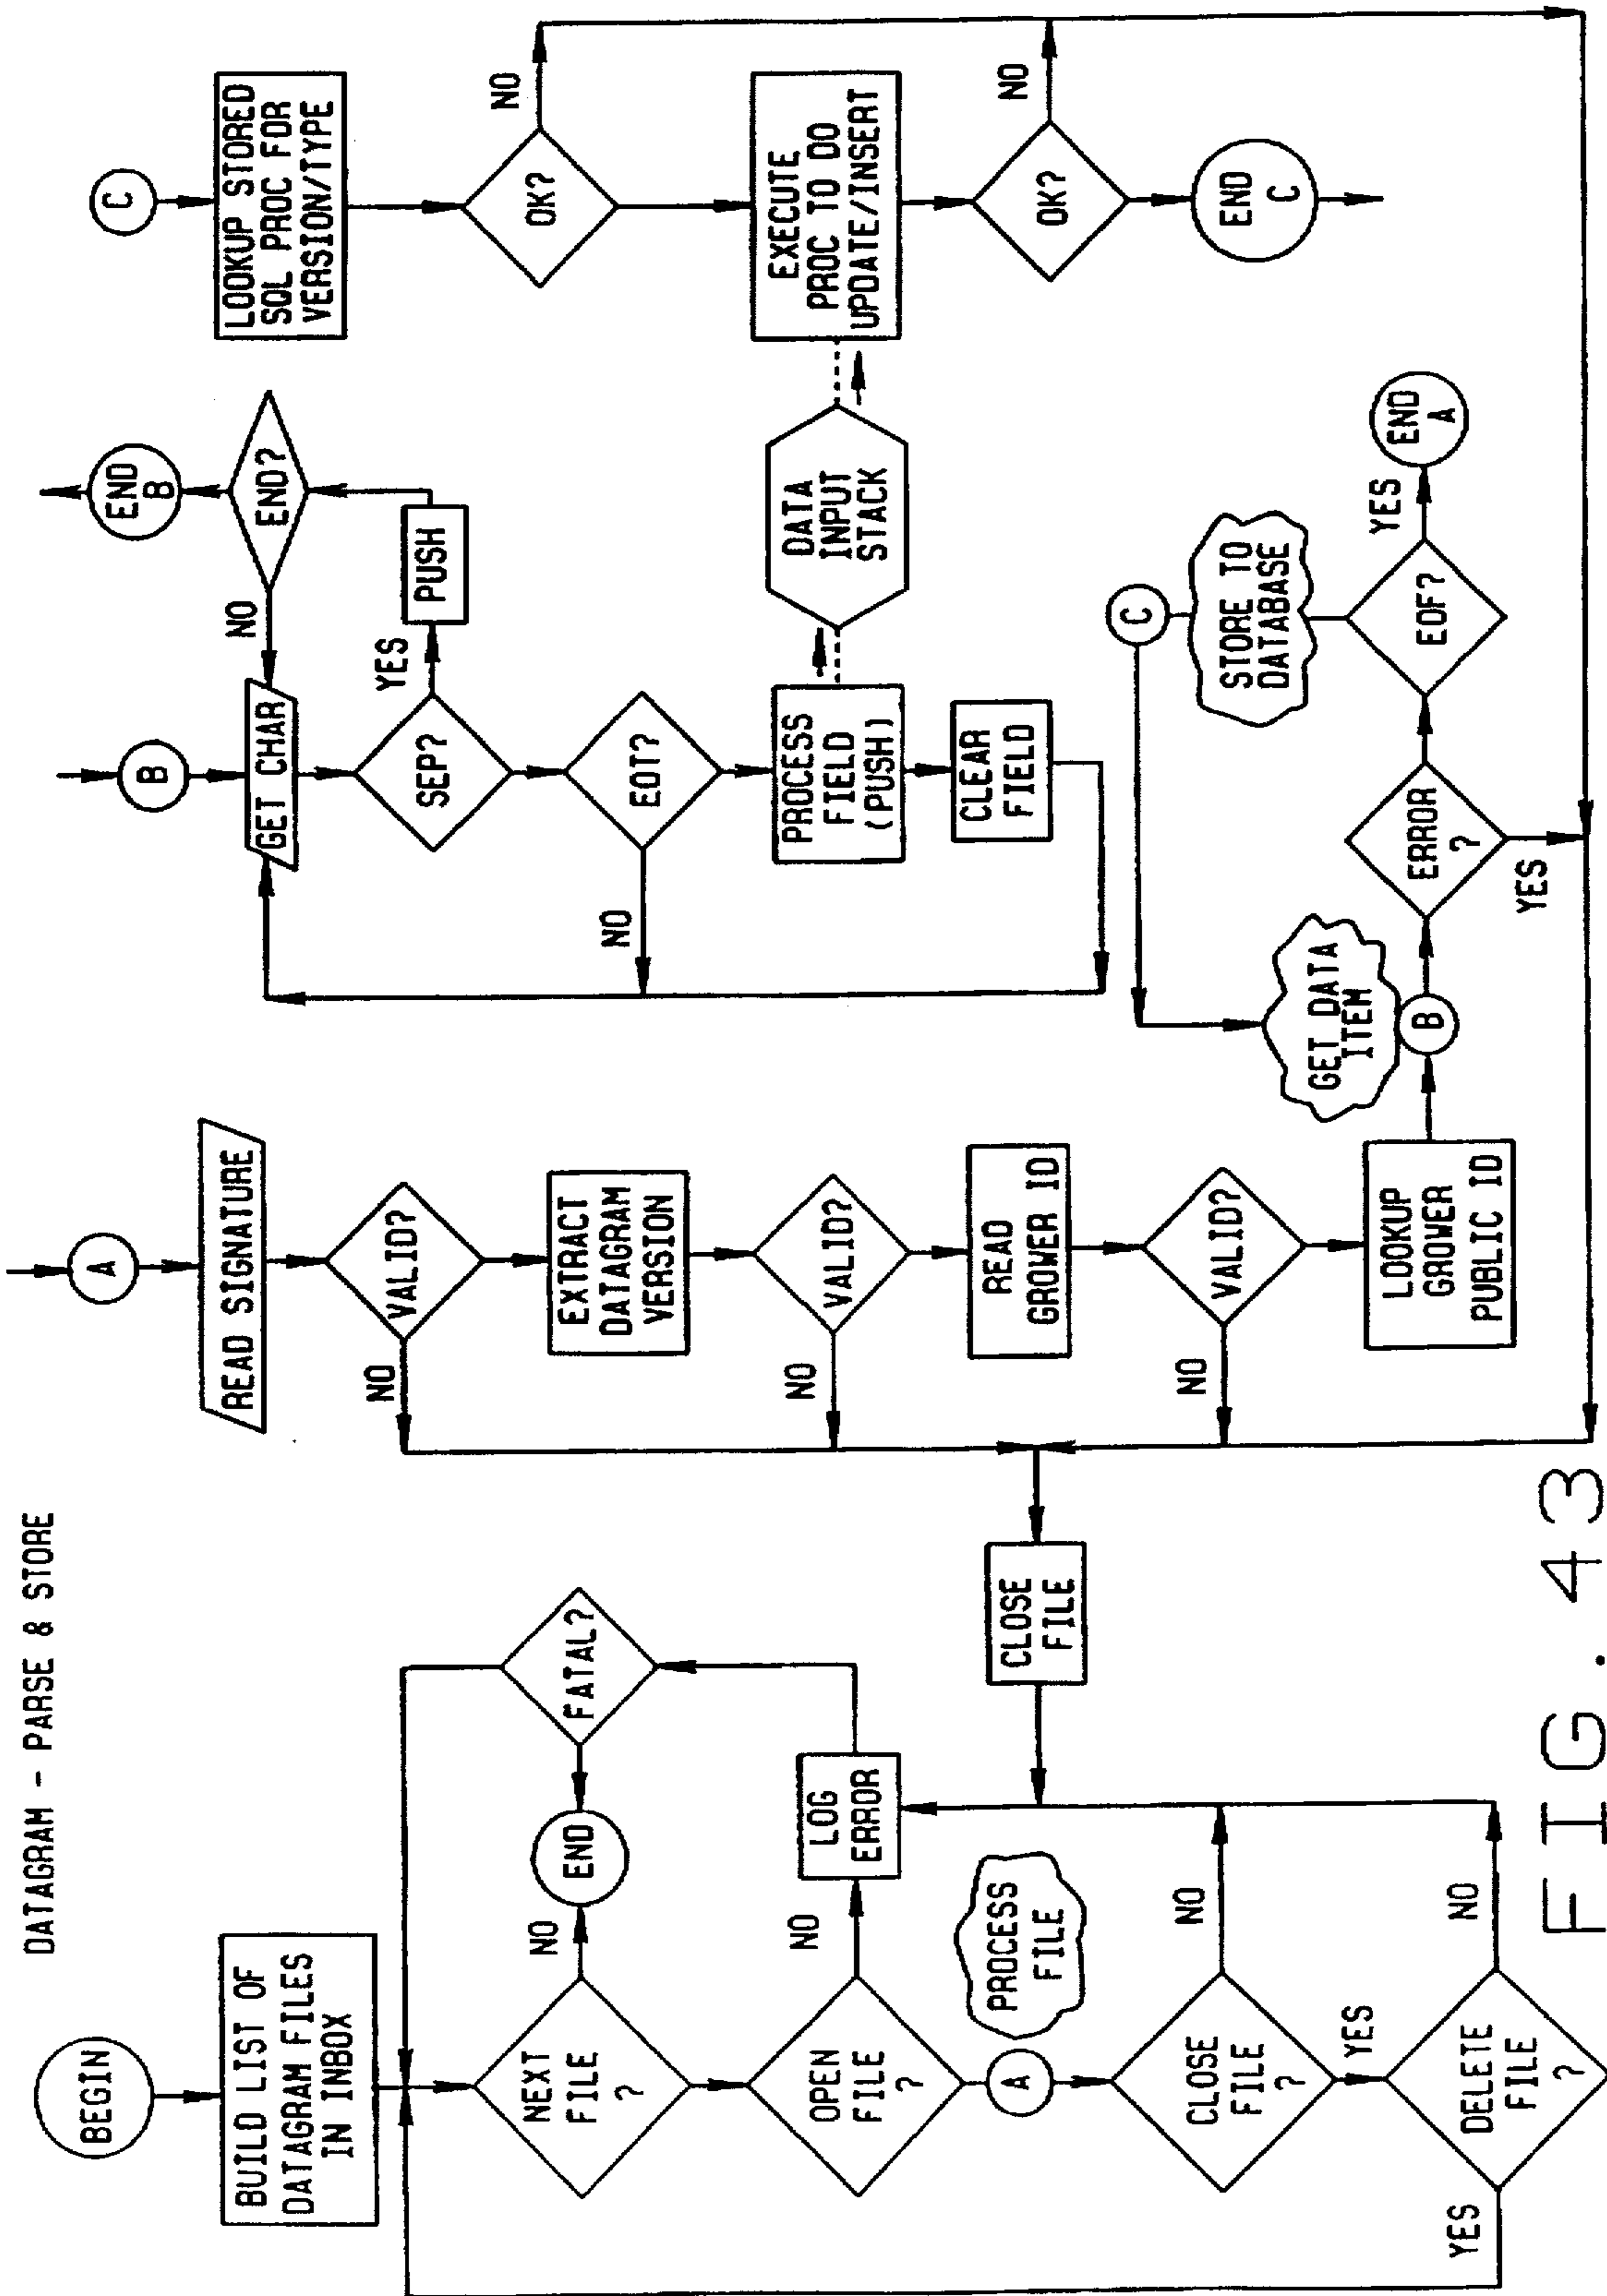 DATAGRAM - PARSE & STORE
BEGIN
BUILD LIST OF
DATAGRAM FILES
IN INBOX
NEXT
FILE
?
NO
END
FATAL?
OPEN
FILE
?
NO
LOG
ERROR
A
PROCESS
FILE
CLOSE
FILE
?
NO
YES
DELETE
FILE
?
NO
YES
CLOSE
FILE
A
READ SIGNATURE
VALID?
NO
EXTRACT
DATAGRAM
VERSION
VALID?
NO
READ
GROWER ID
VALID?
NO
LOOKUP
GROWER
PUBLIC ID
B
GET DATA
ITEM
ERROR
?
YES
EOF?
YES
END
A
STORE TO
DATABASE
C
B
GET CHAR
NO
END?
END
B
SEP?
YES
PUSH
EOT?
NO
PROCESS
FIELD
(PUSH)
CLEAR
FIELD
DATA
INPUT
STACK
C
LOOKUP STORED
SQL PROC FOR
VERSION/TYPE
OK?
NO
EXECUTE
PROC TO DO
UPDATE/INSERT
OK?
NO
END
C
FIG. 43